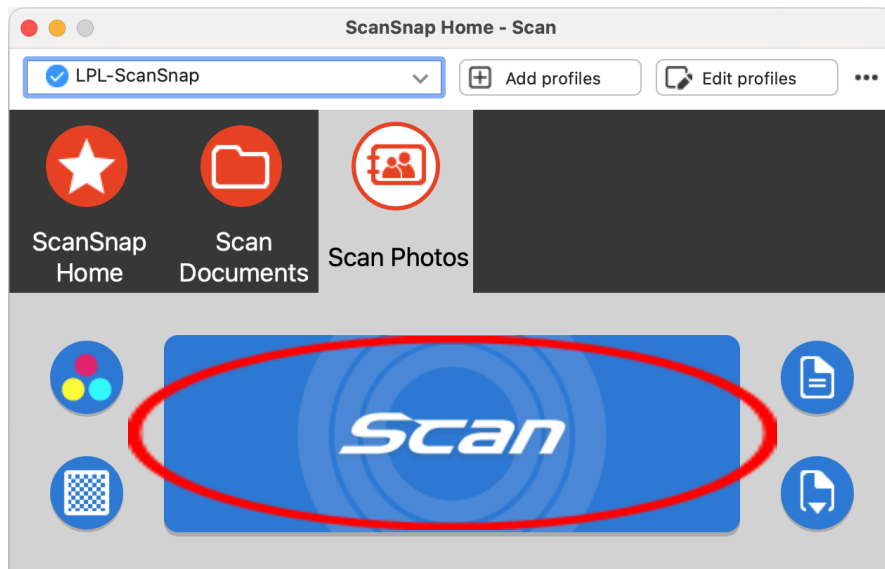 ScanSnap Home - Scan
LPL-ScanSnap
Add profiles
Edit profiles
ScanSnap
Home
Scan
Documents
Scan Photos
Scan